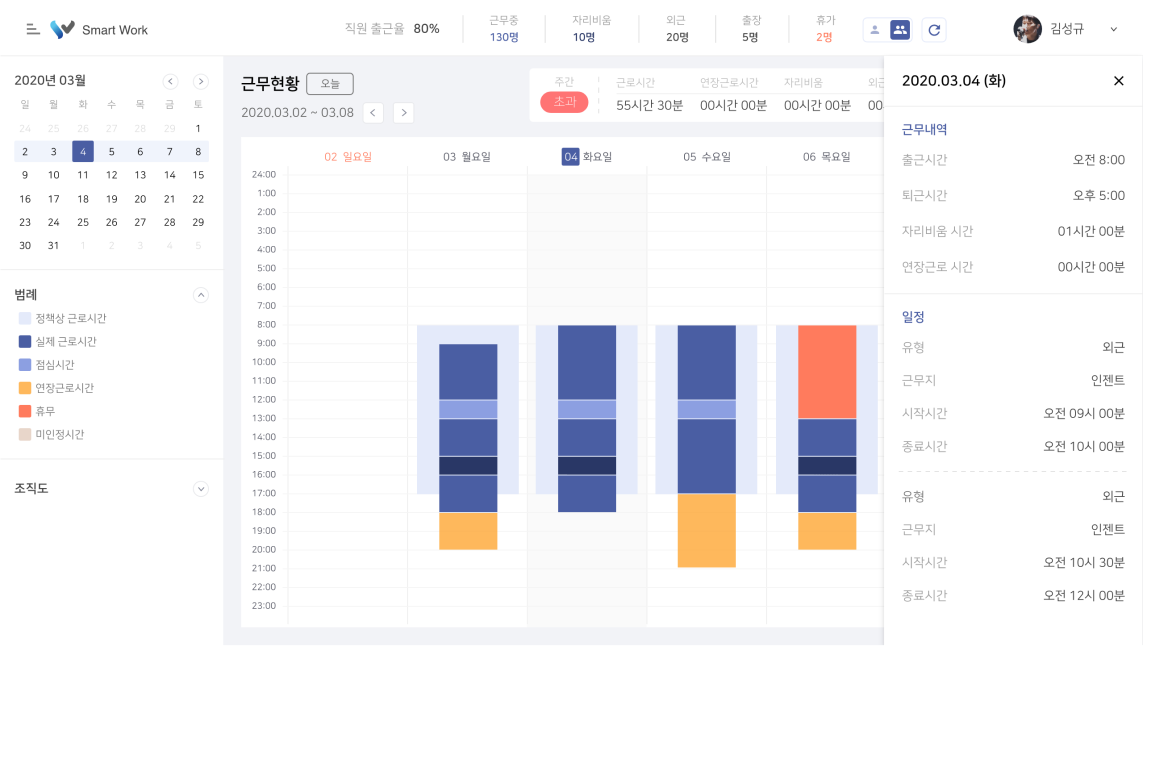 Smart Work
직원 출근율 80%
근무중 130명
자리비움 10명
외근 20명
출장 5명
휴가 2명
김성규
2020년 03월
일 월 화 수 목 금 토
24 25 26 27 28 29 1
2 3 4 5 6 7 8
9 10 11 12 13 14 15
16 17 18 19 20 21 22
23 24 25 26 27 28 29
30 31 1 2 3 4 5
범례
정책상 근로시간
실제 근로시간
점심시간
연장근로시간
휴무
미인정시간
조직도
근무현황 오늘
2020.03.02 ~ 03.08
주간 초과
근로시간 55시간 30분
연장근로시간 00시간 00분
자리비움 00시간 00분
외근 00
02 일요일
03 월요일
04 화요일
05 수요일
06 목요일
24:00
1:00
2:00
3:00
4:00
5:00
6:00
7:00
8:00
9:00
10:00
11:00
12:00
13:00
14:00
15:00
16:00
17:00
18:00
19:00
20:00
21:00
22:00
23:00
2020.03.04 (화)
근무내역
출근시간 오전 8:00
퇴근시간 오후 5:00
자리비움 시간 01시간 00분
연장근로 시간 00시간 00분
일정
유형 외근
근무지 인젠트
시작시간 오전 09시 00분
종료시간 오전 10시 00분
유형 외근
근무지 인젠트
시작시간 오전 10시 30분
종료시간 오전 12시 00분